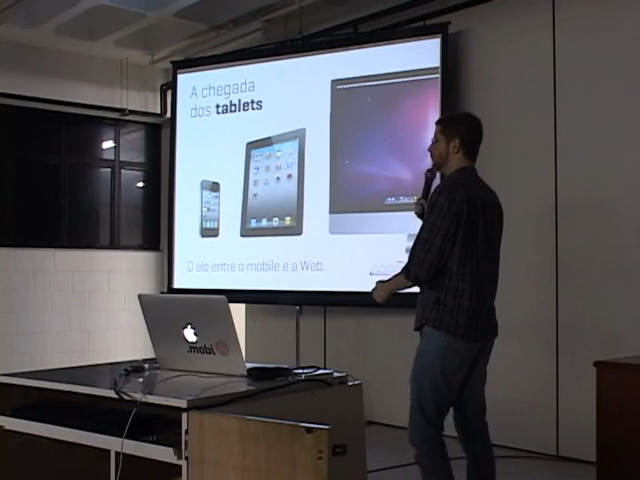 A chegada
dos tablets
O elo entre o mobile e a Web.
.mobi